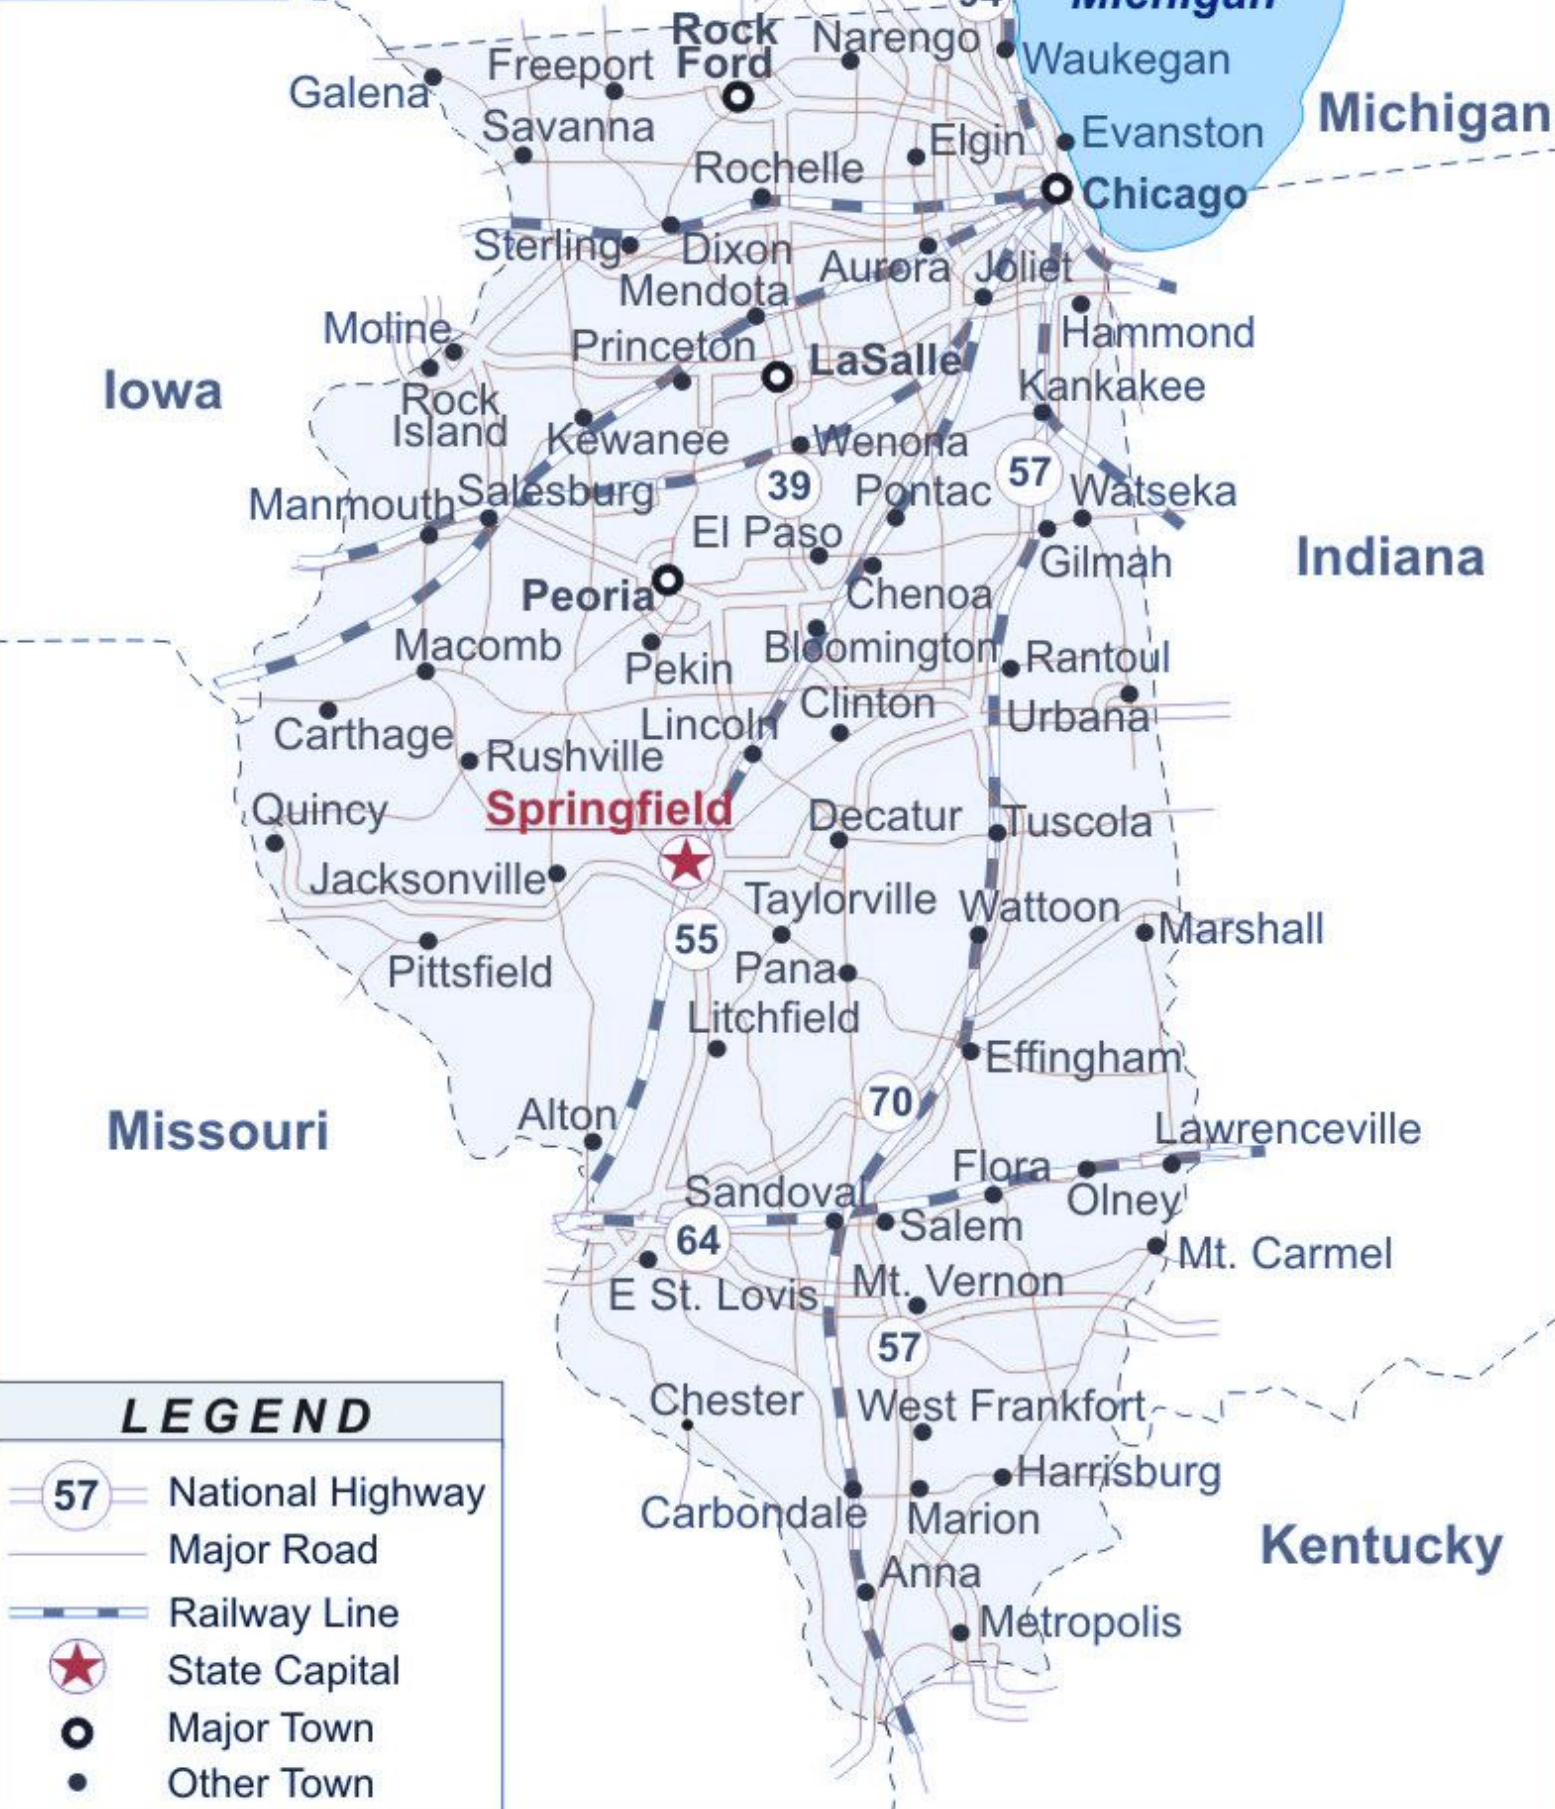 94
Michigan
Rock
Ford
Narengo
Waukegan
Freeport
Galena
Michigan
Savanna
Elgin
Evanston
Rochelle
Chicago
Sterling
Dixon
Aurora
Joliet
Mendota
Moline
Hammond
Princeton
LaSalle
Iowa
Kankakee
Rock
Island
Kewanee
Wenona
57
39
Pontac
Watseka
Manmouth
Salesburg
El Paso
Gilmah
Indiana
Peoria
Chenoa
Macomb
Bloomington
Rantoul
Pekin
Clinton
Urbana
Carthage
Lincoln
Rushville
Quincy
Springfield
Decatur
Tuscola
Jacksonville
Taylorville
Wattoon
Marshall
55
Pittsfield
Pana
Litchfield
Effingham
70
Alton
Missouri
Lawrenceville
Flora
Sandoval
Olney
Salem
64
Mt. Carmel
E St. Lovis
Mt. Vernon
57
Chester
West Frankfort
Harrisburg
Carbondale
Marion
Kentucky
Anna
Metropolis
LEGEND
57 National Highway
Major Road
Railway Line
State Capital
Major Town
Other Town